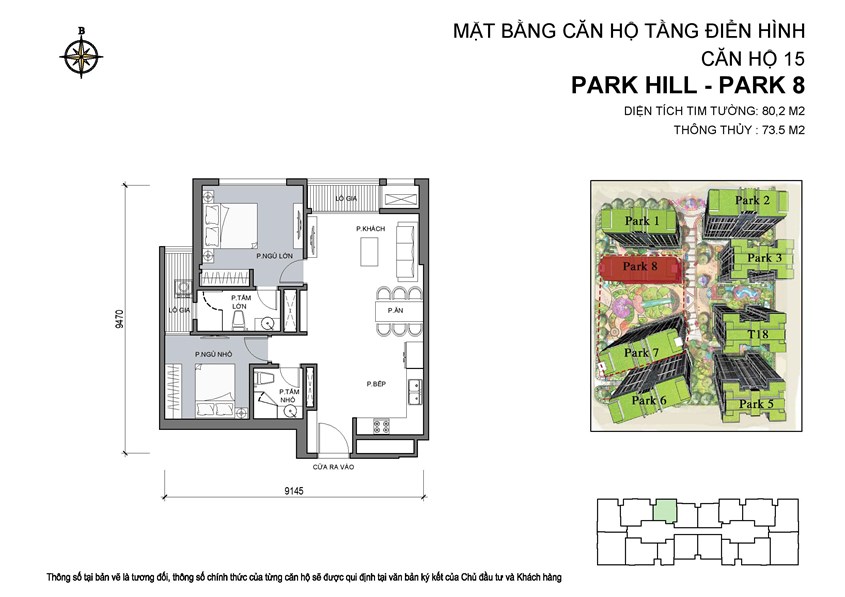 B
MẶT BẰNG CĂN HỘ TẦNG ĐIỂN HÌNH
CĂN HỘ 15
PARK HILL - PARK 8
DIỆN TÍCH TIM TƯỜNG: 80,2 M2
THÔNG THỦY : 73.5 M2
LÔ GIA
P.KHÁCH
P.NGỦ LỚN
P.TẮM
LỚN
LÔ GIA
P.ĂN
P.NGỦ NHỎ
P.BẾP
P.TẮM
NHỎ
CỬA RA VÀO
9470
9145
Park 1
Park 2
Park 8
Park 3
T18
Park 7
Park 6
Park 5
Thông số tại bản vẽ là tương đối, thông số chính thức của từng căn hộ sẽ được qui định tại văn bản ký kết của Chủ đầu tư và Khách hàng